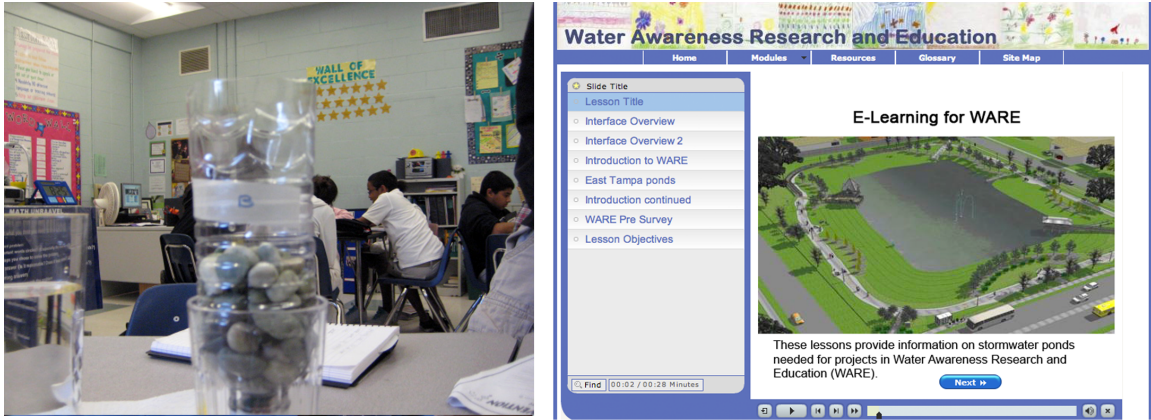 WALL OF
EXCELLENCE
B
MATH UNRAVEL
Water Awareness Research and Education
Home
Modules
Resources
Glossary
Site Map
Slide Title
Lesson Title
Interface Overview
Interface Overview 2
Introduction to WARE
East Tampa ponds
Introduction continued
WARE Pre Survey
Lesson Objectives
Find
00:02 / 00:28 Minutes
E-Learning for WARE
These lessons provide information on stormwater ponds
needed for projects in Water Awareness Research and
Education (WARE).
Next